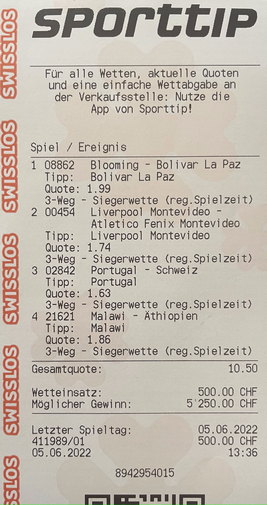 sporttip
Für alle Wetten, aktuelle Quoten
und eine einfache Wettabgabe an
der Verkaufsstelle: Nutze die
App von Sporttip!
Spiel / Ereignis
1 08862 Blooming - Bolivar La Paz
Tipp: Bolivar La Paz
Quote: 1.99
3-Weg - Siegerwette (reg.Spielzeit)
2 00454 Liverpool Montevideo -
Atletico Fenix Montevideo
Tipp: Liverpool Montevideo
Quote: 1.74
3-Weg - Siegerwette (reg.Spielzeit)
3 02842 Portugal - Schweiz
Tipp: Portugal
Quote: 1.63
3-Weg - Siegerwette (reg.Spielzeit)
4 21621 Malawi - Äthiopien
Tipp: Malawi
Quote: 1.86
3-Weg - Siegerwette (reg.Spielzeit)
Gesamtquote: 10.50
Wetteinsatz: 500.00 CHF
Möglicher Gewinn: 5'250.00 CHF
Letzter Spieltag: 05.06.2022
411989/01 500.00 CHF
05.06.2022 13:36
8942954015
SWISSLOS
SWISSLOS
SWISSLOS
SWISSLOS